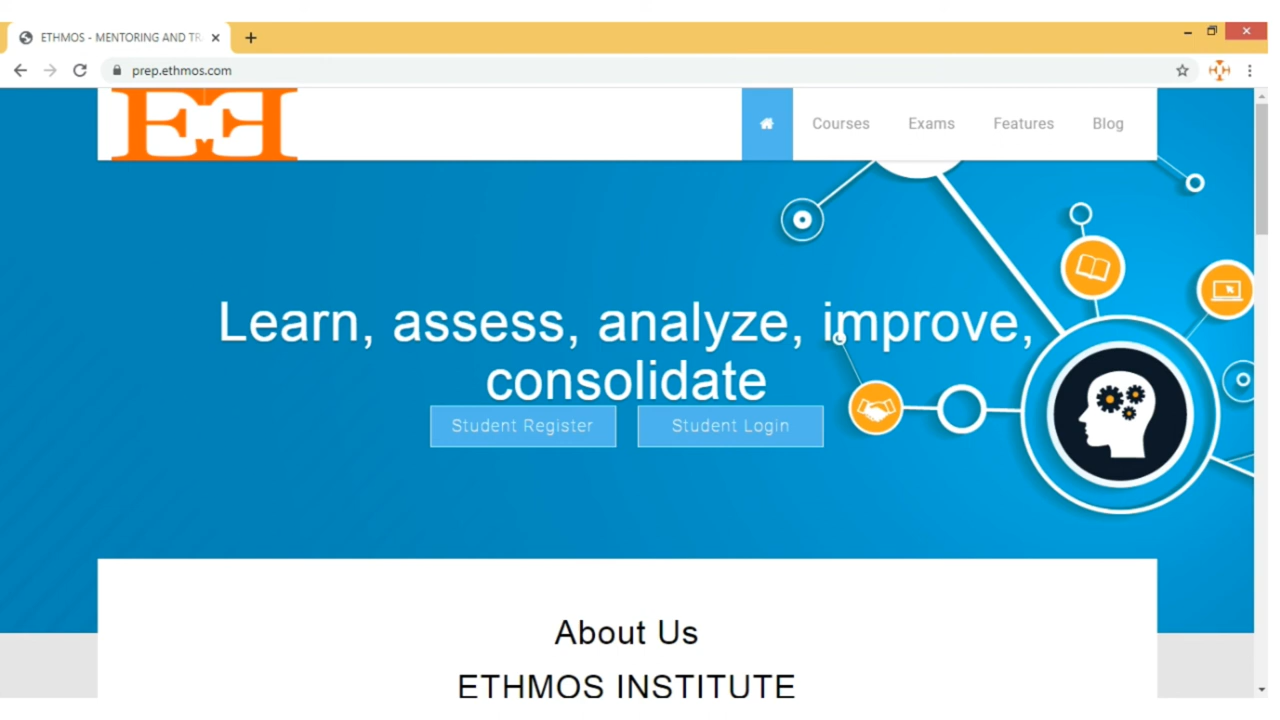 ETHMOS - MENTORING AND TR
prep.ethmos.com
Courses Exams Features Blog
Learn, assess, analyze, improve,
consolidate
Student Register Student Login
About Us
ETHMOS INSTITUTE